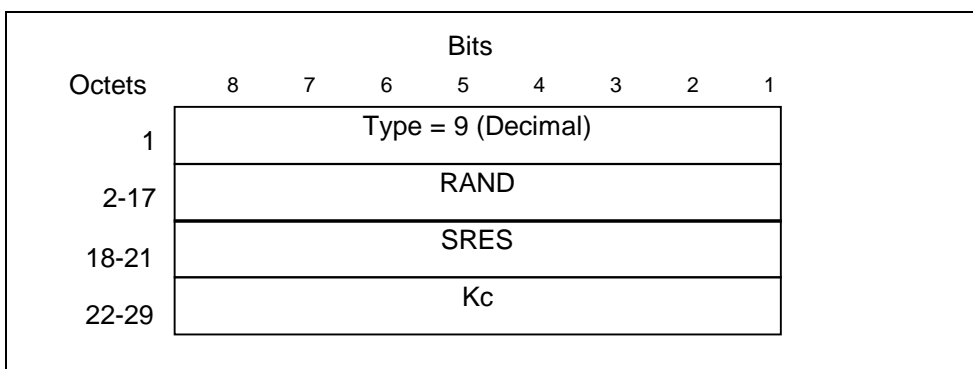 Bits
Octets 8 7 6 5 4 3 2 1
1 Type = 9 (Decimal)
2-17 RAND
18-21 SRES
22-29 Kc